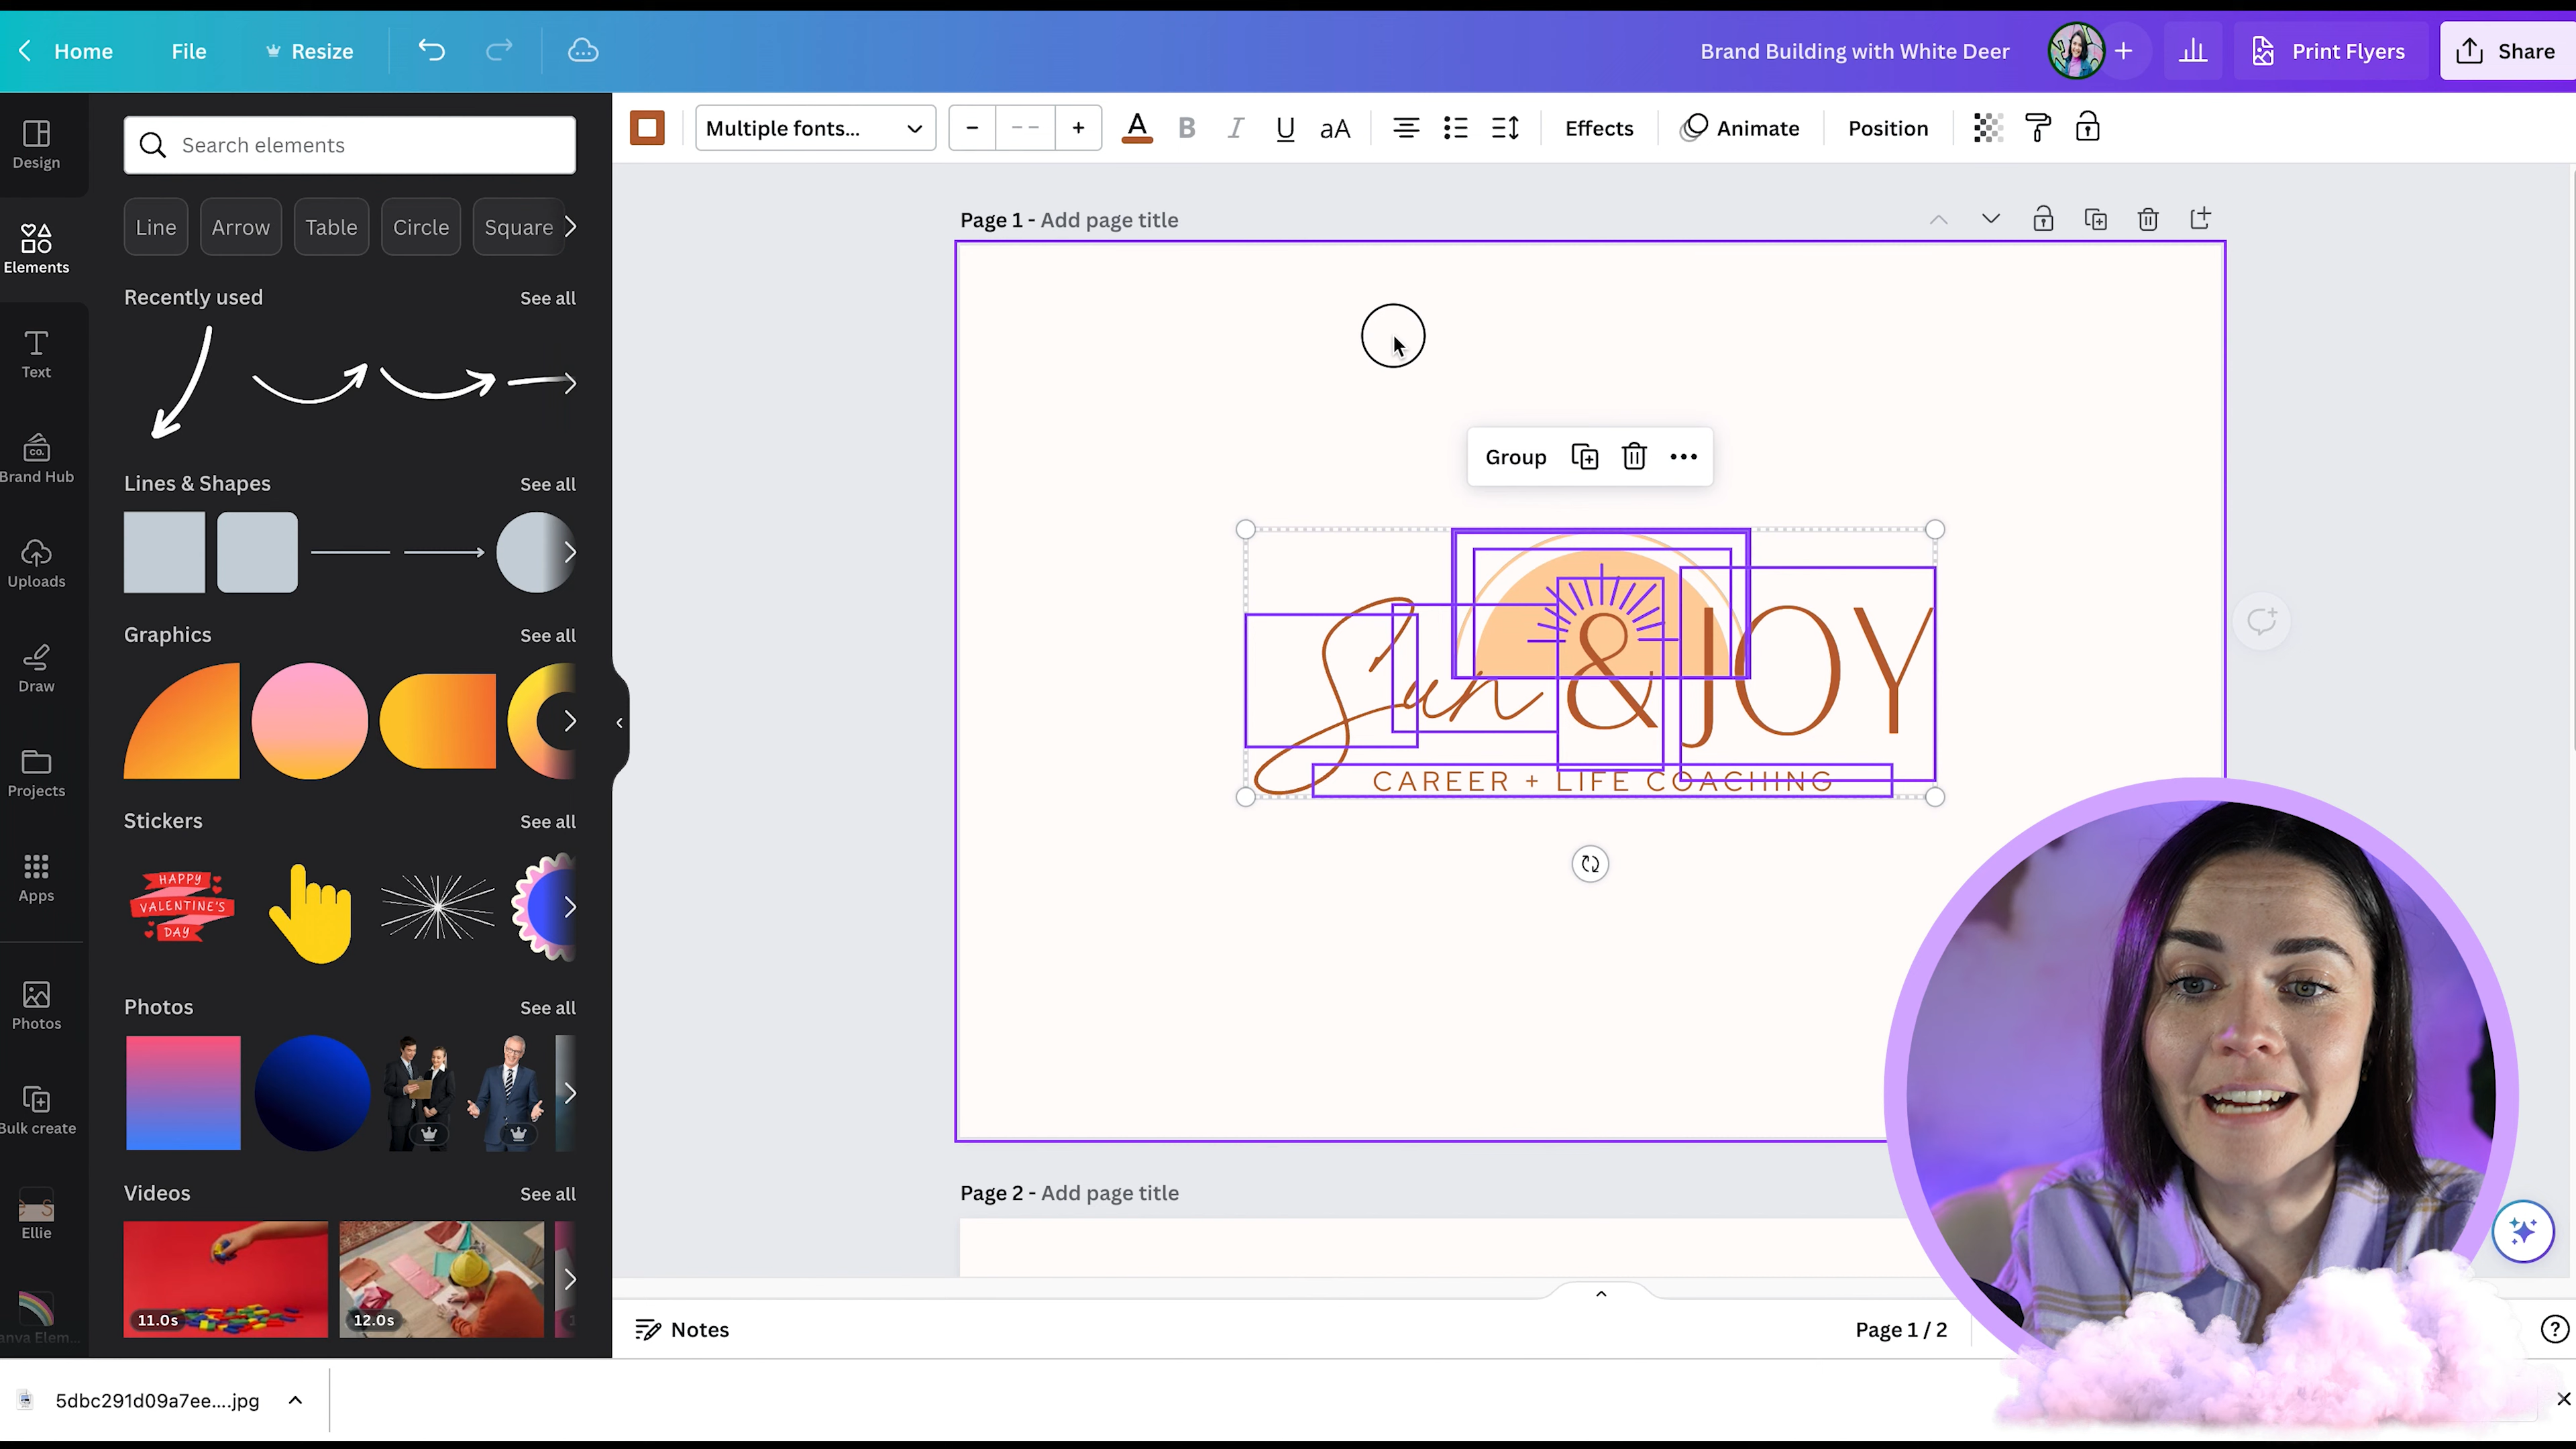 Home File Resize Brand Building with White Deer Print Flyers Share
Multiple fonts... A B I U aA Effects Animate Position
Design
Elements
Text
Brand Hub
CO.
Uploads
Draw
Projects
Apps
Photos
Bulk create
Ellie
Search elements
Line Arrow Table Circle Square
Recently used See all
Lines & Shapes See all
Graphics See all
Stickers See all
HAPPY
VALENTINE'S
DAY
Photos See all
Videos See all
11.0s 12.0s
Page 1 - Add page title
Group
Sun & JOY
CAREER + LIFE COACHING
Page 2 - Add page title
Notes Page 1 / 2
5dbc291d09a7ee....jpg